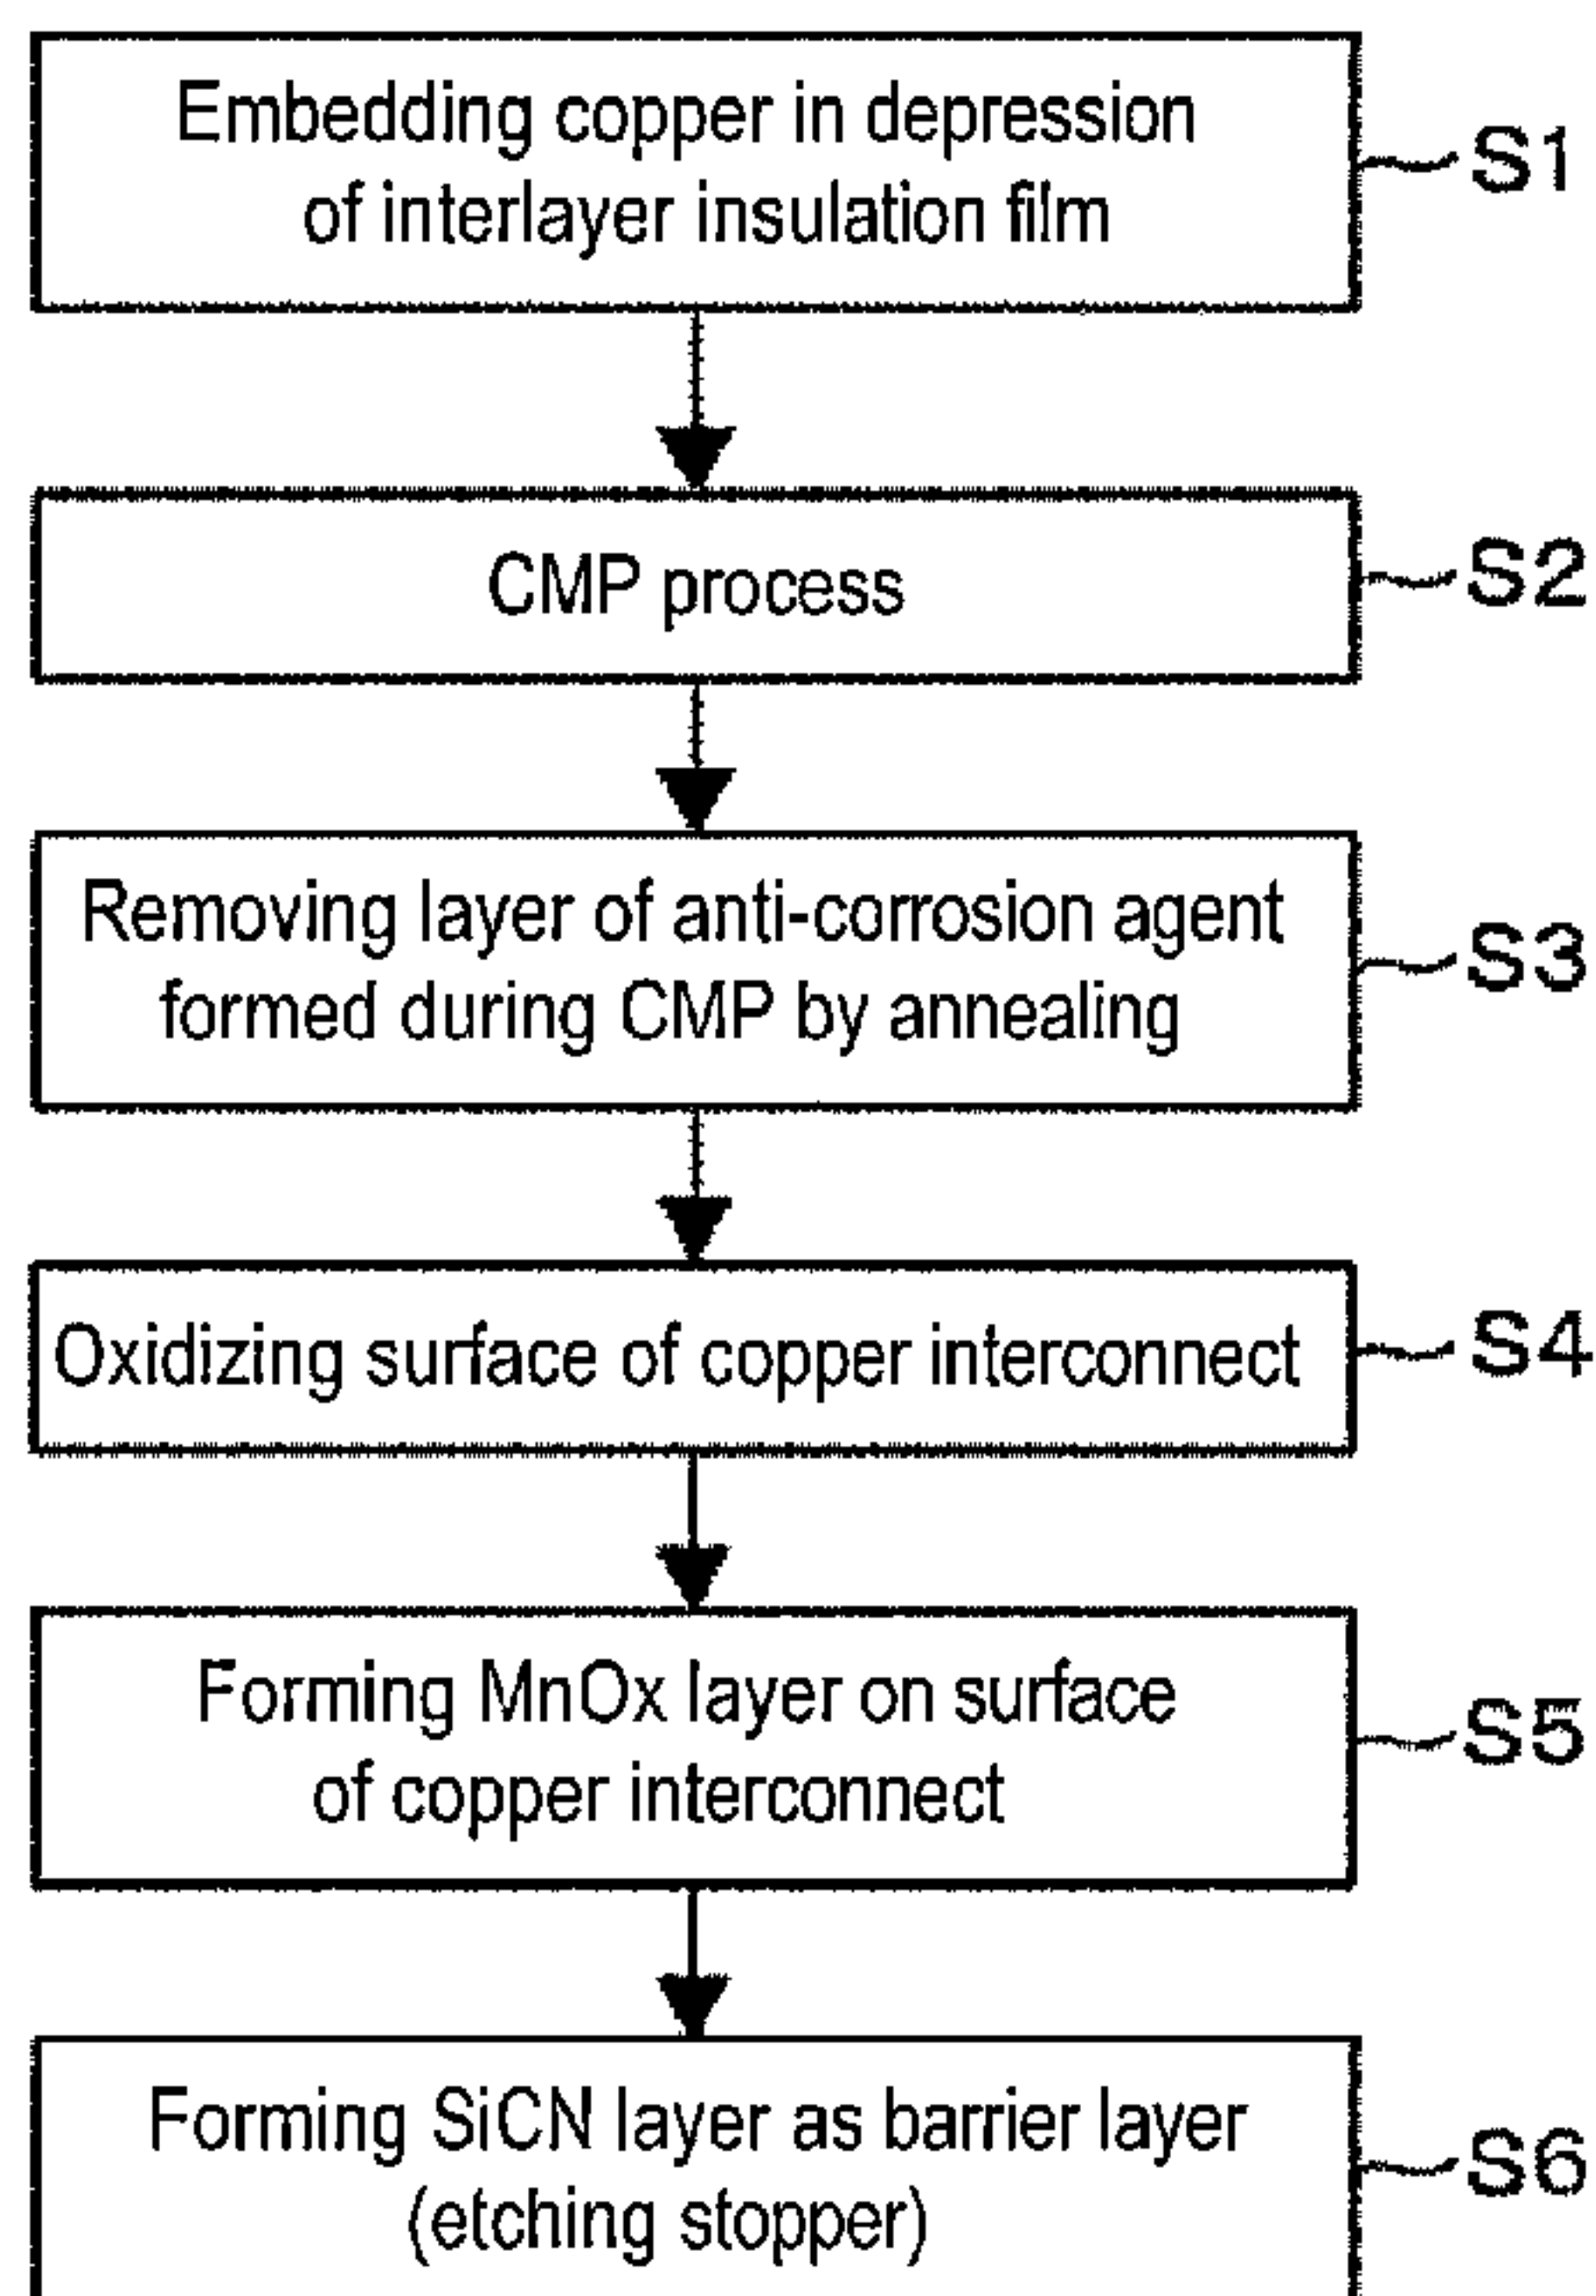 Embedding copper in depression
of interlayer insulation film
S1
CMP process
S2
Removing layer of anti-corrosion agent
formed during CMP by annealing
S3
Oxidizing surface of copper interconnect
S4
Forming MnOx layer on surface
of copper interconnect
S5
Forming SiCN layer as barrier layer
(etching stopper)
S6